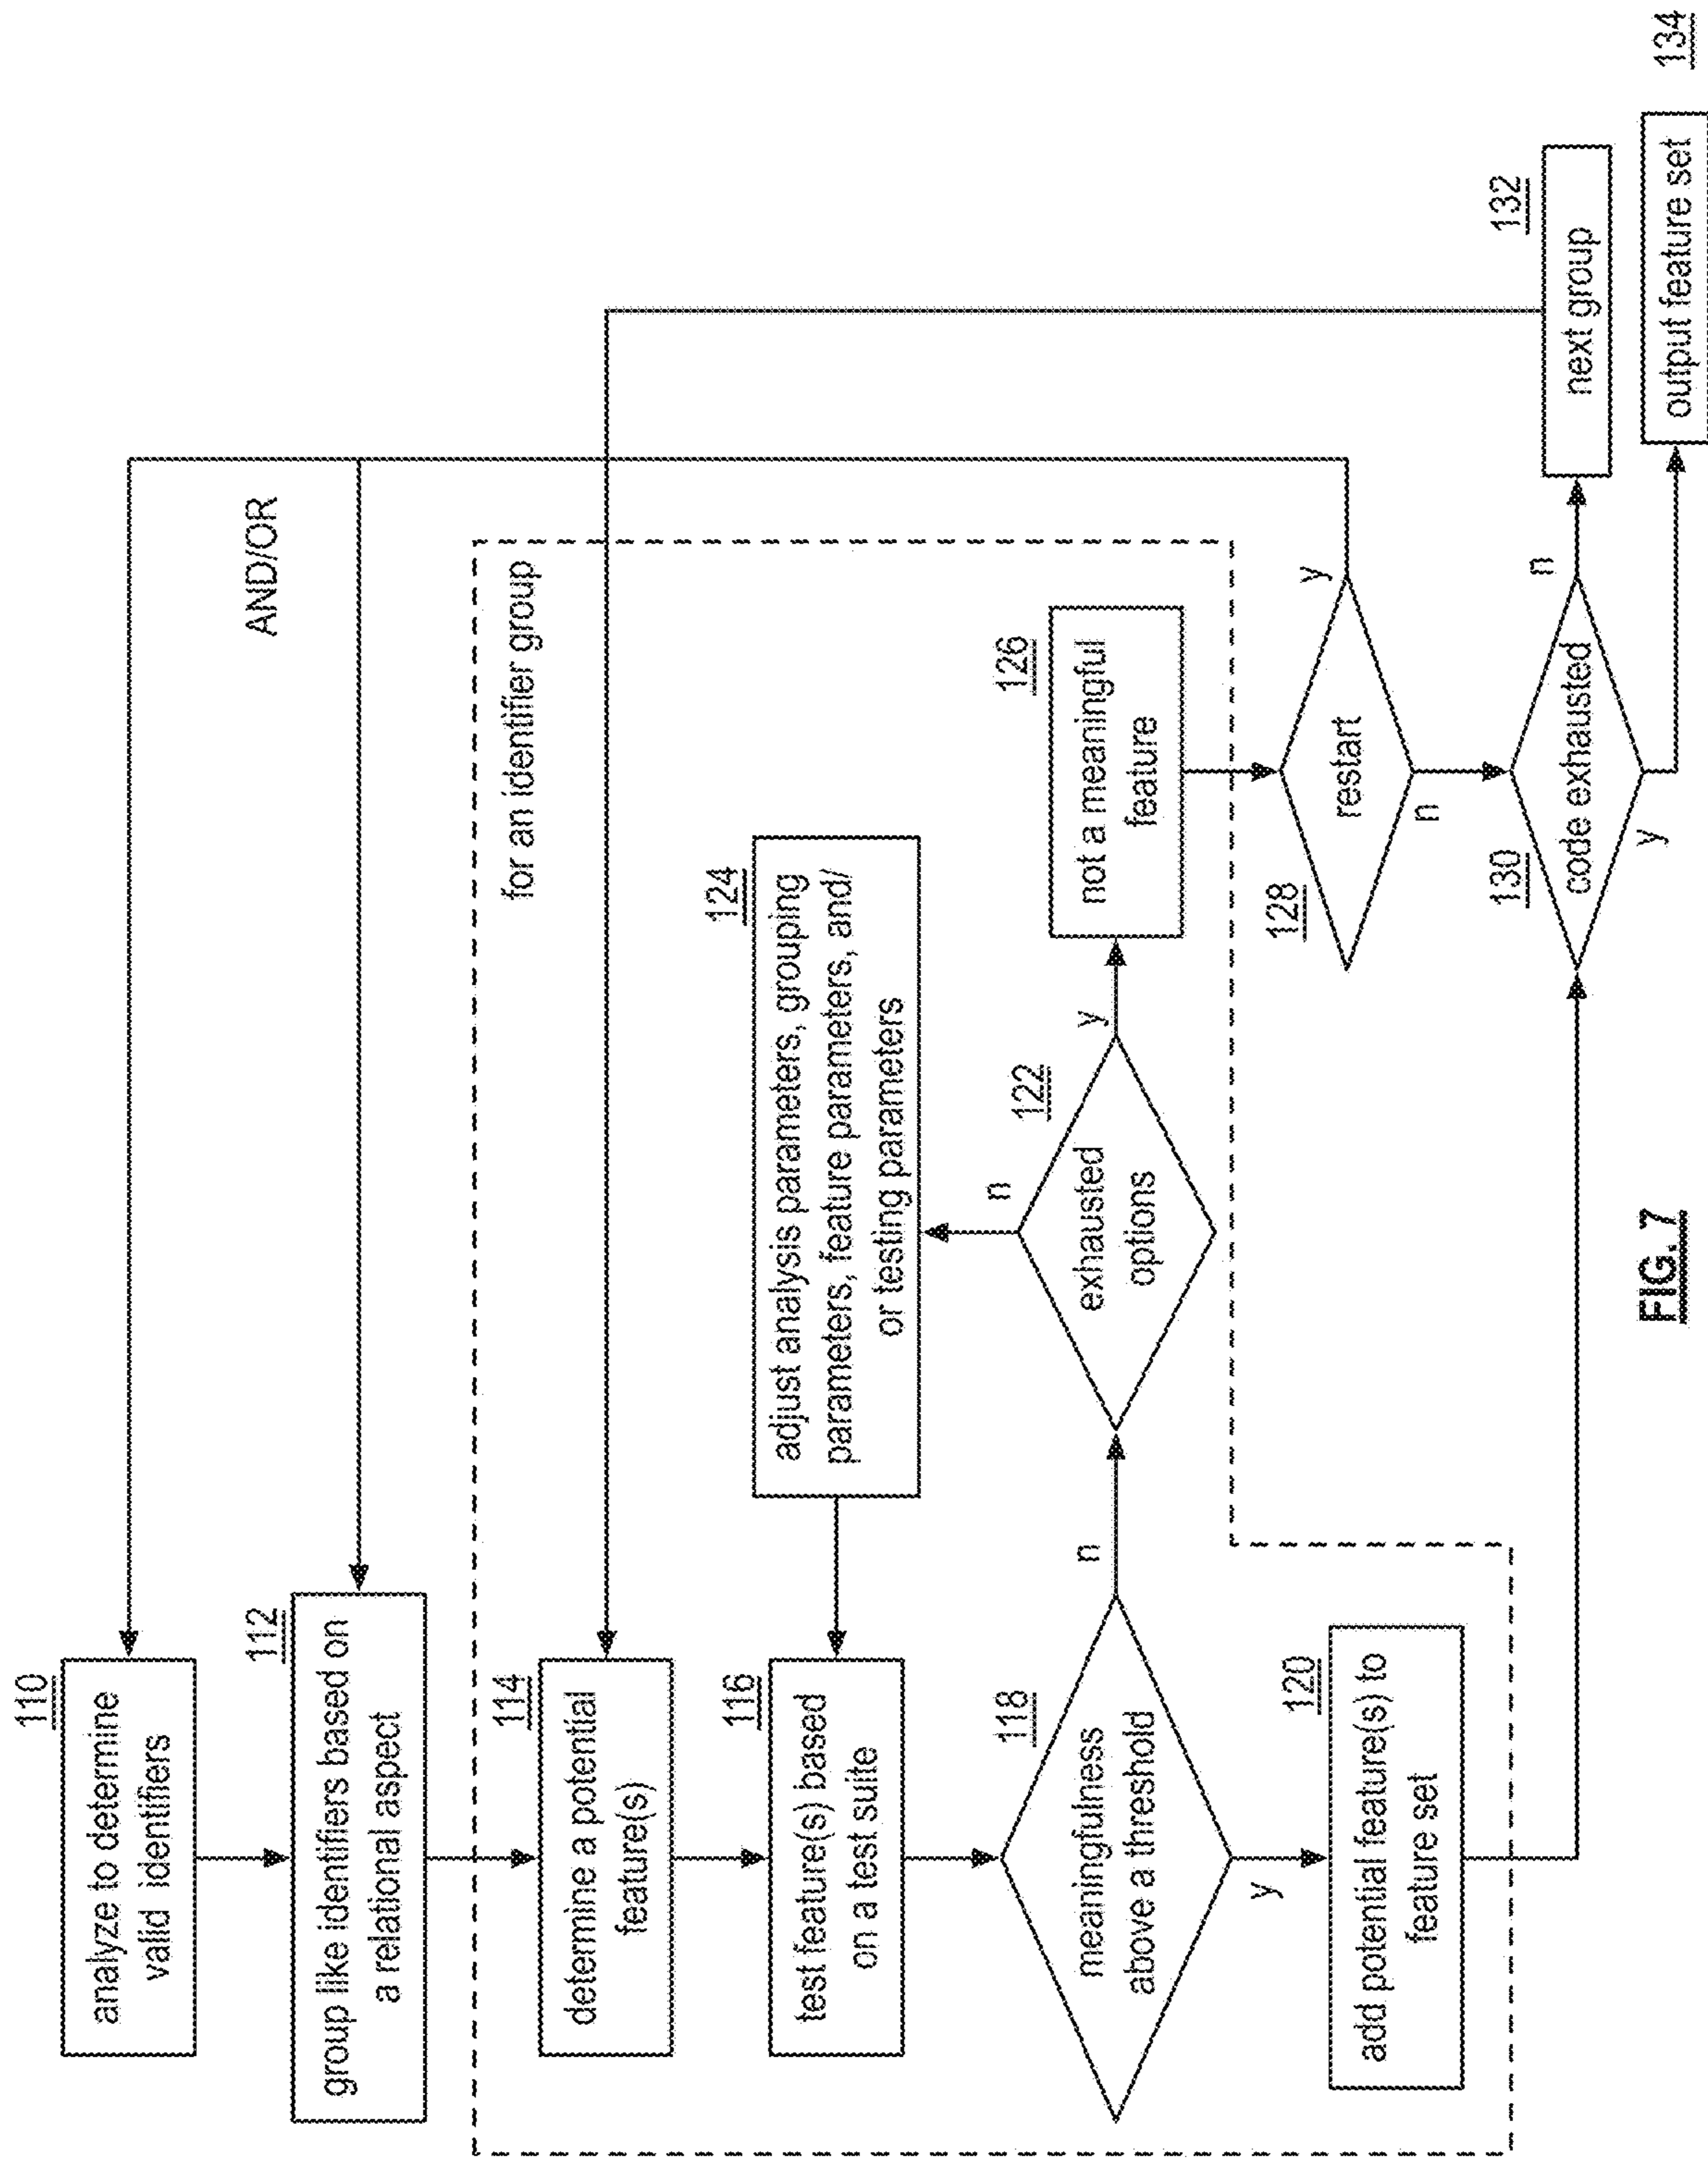 110
analyze to determine
valid identifiers
112
group like identifiers based on
a relational aspect
AND/OR
for an identifier group
114
determine a potential
feature(s)
116
test feature(s) based
on a test suite
124
adjust analysis parameters, grouping
parameters, feature parameters, and/
or testing parameters
118
meaningfulness
above a threshold
n
y
122
exhausted
options
n
y
126
not a meaningful
feature
120
add potential feature(s) to
feature set
128
restart
y
n
130
code exhausted
n
y
132
next group
134
output feature set
FIG. 7